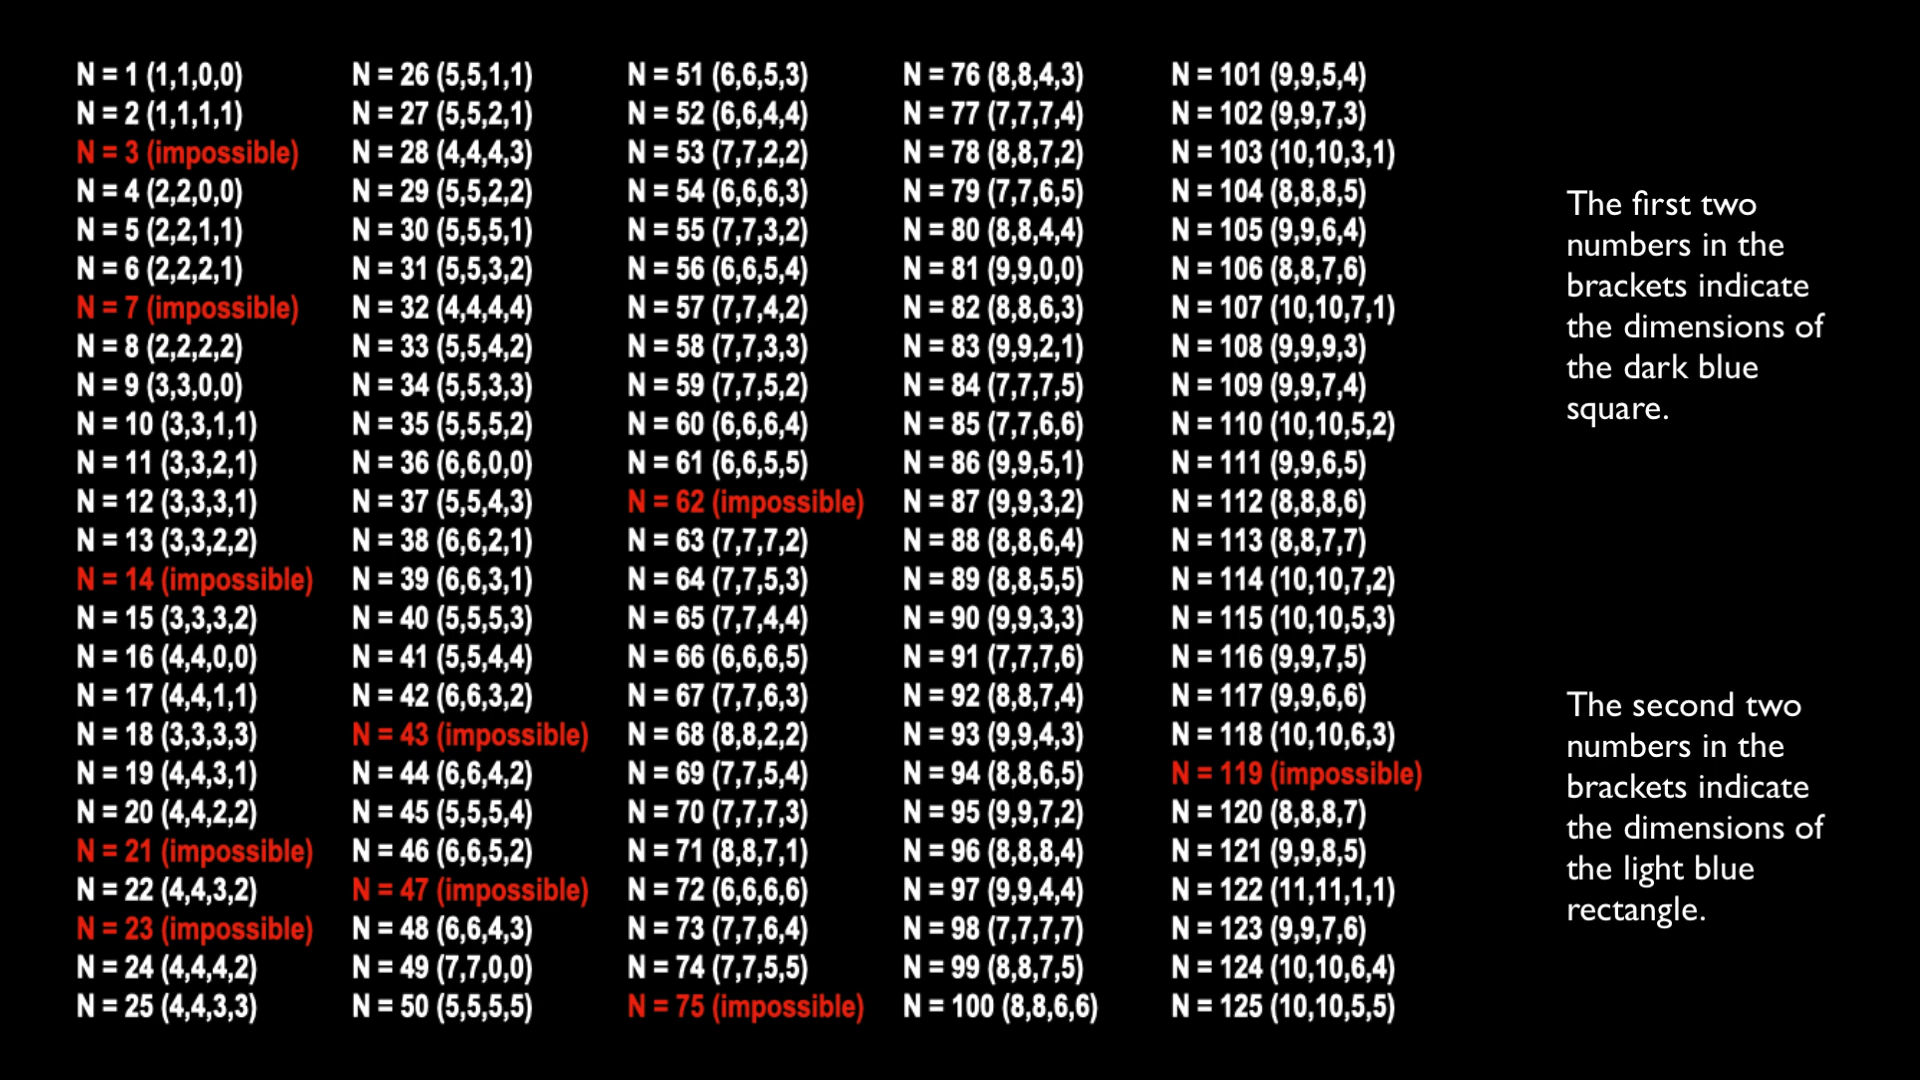 N = 1 (1,1,0,0)
N = 2 (1,1,1,1)
N = 3 (impossible)
N = 4 (2,2,0,0)
N = 5 (2,2,1,1)
N = 6 (2,2,2,1)
N = 7 (impossible)
N = 8 (2,2,2,2)
N = 9 (3,3,0,0)
N = 10 (3,3,1,1)
N = 11 (3,3,2,1)
N = 12 (3,3,3,1)
N = 13 (3,3,2,2)
N = 14 (impossible)
N = 15 (3,3,3,2)
N = 16 (4,4,0,0)
N = 17 (4,4,1,1)
N = 18 (3,3,3,3)
N = 19 (4,4,3,1)
N = 20 (4,4,2,2)
N = 21 (impossible)
N = 22 (4,4,3,2)
N = 23 (impossible)
N = 24 (4,4,4,2)
N = 25 (4,4,3,3)
N = 26 (5,5,1,1)
N = 27 (5,5,2,1)
N = 28 (4,4,4,3)
N = 29 (5,5,2,2)
N = 30 (5,5,5,1)
N = 31 (5,5,3,2)
N = 32 (4,4,4,4)
N = 33 (5,5,4,2)
N = 34 (5,5,3,3)
N = 35 (5,5,5,2)
N = 36 (6,6,0,0)
N = 37 (5,5,4,3)
N = 38 (6,6,2,1)
N = 39 (6,6,3,1)
N = 40 (5,5,5,3)
N = 41 (5,5,4,4)
N = 42 (6,6,3,2)
N = 43 (impossible)
N = 44 (6,6,4,2)
N = 45 (5,5,5,4)
N = 46 (6,6,5,2)
N = 47 (impossible)
N = 48 (6,6,4,3)
N = 49 (7,7,0,0)
N = 50 (5,5,5,5)
N = 51 (6,6,5,3)
N = 52 (6,6,4,4)
N = 53 (7,7,2,2)
N = 54 (6,6,6,3)
N = 55 (7,7,3,2)
N = 56 (6,6,5,4)
N = 57 (7,7,4,2)
N = 58 (7,7,3,3)
N = 59 (7,7,5,2)
N = 60 (6,6,6,4)
N = 61 (6,6,5,5)
N = 62 (impossible)
N = 63 (7,7,7,2)
N = 64 (7,7,5,3)
N = 65 (7,7,4,4)
N = 66 (6,6,6,5)
N = 67 (7,7,6,3)
N = 68 (8,8,2,2)
N = 69 (7,7,5,4)
N = 70 (7,7,7,3)
N = 71 (8,8,7,1)
N = 72 (6,6,6,6)
N = 73 (7,7,6,4)
N = 74 (7,7,5,5)
N = 75 (impossible)
N = 76 (8,8,4,3)
N = 77 (7,7,7,4)
N = 78 (8,8,7,2)
N = 79 (7,7,6,5)
N = 80 (8,8,4,4)
N = 81 (9,9,0,0)
N = 82 (8,8,6,3)
N = 83 (9,9,2,1)
N = 84 (7,7,7,5)
N = 85 (7,7,6,6)
N = 86 (9,9,5,1)
N = 87 (9,9,3,2)
N = 88 (8,8,6,4)
N = 89 (8,8,5,5)
N = 90 (9,9,3,3)
N = 91 (7,7,7,6)
N = 92 (8,8,7,4)
N = 93 (9,9,4,3)
N = 94 (8,8,6,5)
N = 95 (9,9,7,2)
N = 96 (8,8,8,4)
N = 97 (9,9,4,4)
N = 98 (7,7,7,7)
N = 99 (8,8,7,5)
N = 100 (8,8,6,6)
N = 101 (9,9,5,4)
N = 102 (9,9,7,3)
N = 103 (10,10,3,1)
N = 104 (8,8,8,5)
N = 105 (9,9,6,4)
N = 106 (8,8,7,6)
N = 107 (10,10,7,1)
N = 108 (9,9,9,3)
N = 109 (9,9,7,4)
N = 110 (10,10,5,2)
N = 111 (9,9,6,5)
N = 112 (8,8,8,6)
N = 113 (8,8,7,7)
N = 114 (10,10,7,2)
N = 115 (10,10,5,3)
N = 116 (9,9,7,5)
N = 117 (9,9,6,6)
N = 118 (10,10,6,3)
N = 119 (impossible)
N = 120 (8,8,8,7)
N = 121 (9,9,8,5)
N = 122 (11,11,1,1)
N = 123 (9,9,7,6)
N = 124 (10,10,6,4)
N = 125 (10,10,5,5)
The first two
numbers in the
brackets indicate
the dimensions of
the dark blue
square.
The second two
numbers in the
brackets indicate
the dimensions of
the light blue
rectangle.